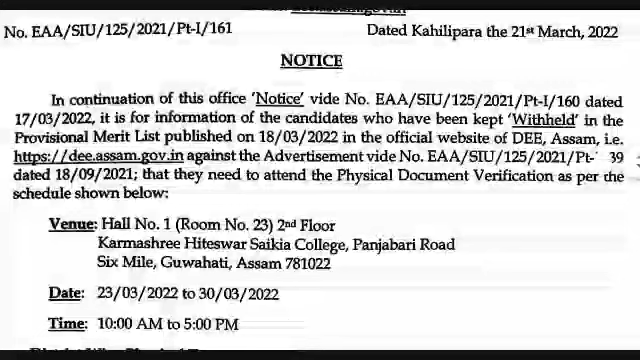 No. EAA/SIU/125/2021/Pt-I/161 Dated Kahilipara the 21st March, 2022
NOTICE
In continuation of this office 'Notice' vide No. EAA/SIU/125/2021/Pt-I/160 dated
17/03/2022, it is for information of the candidates who have been kept 'Withheld' in the
Provisional Merit List published on 18/03/2022 in the official website of DEE, Assam, i.e.
https://dee.assam.gov.in against the Advertisement vide No. EAA/SIU/125/2021/Pt- 39
dated 18/09/2021; that they need to attend the Physical Document Verification as per the
schedule shown below:
Venue: Hall No. 1 (Room No. 23) 2nd Floor
Karmashree Hiteswar Saikia College, Panjabari Road
Six Mile, Guwahati, Assam 781022
Date: 23/03/2022 to 30/03/2022
Time: 10:00 AM to 5:00 PM